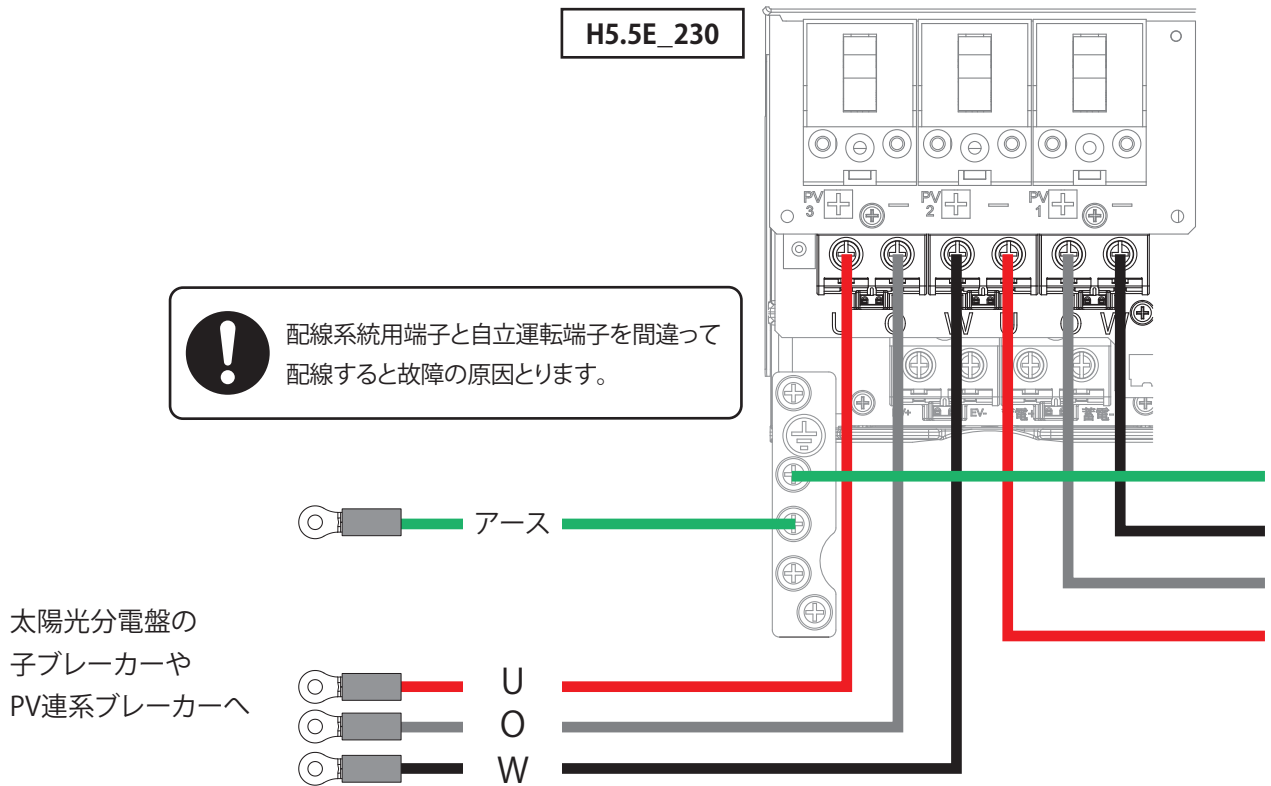 H5.5E_230
PV
3
PV
2
PV
1
U O W U O W
EV-
蓄電-
配線系統用端子と自立運転端子を間違って
配線すると故障の原因とります。
アース
太陽光分電盤の
子ブレーカーや
PV連系ブレーカーへ
U
O
W